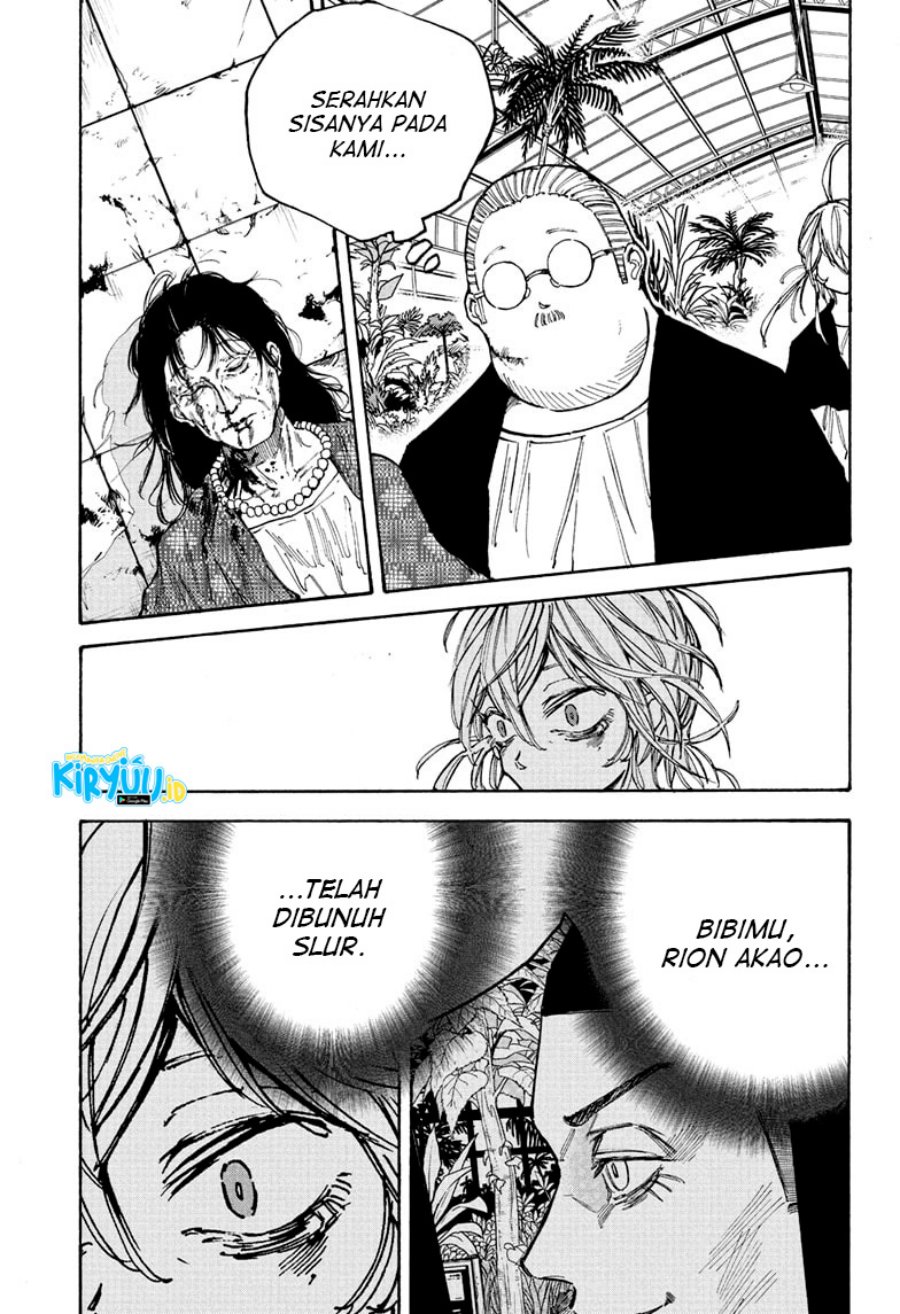 SERAHKAN
SISANYA PADA
KAMI...
KiRYUU.iD
BIBIMU,
RION AKAO...
...TELAH
DIBUNUH
SLUR.